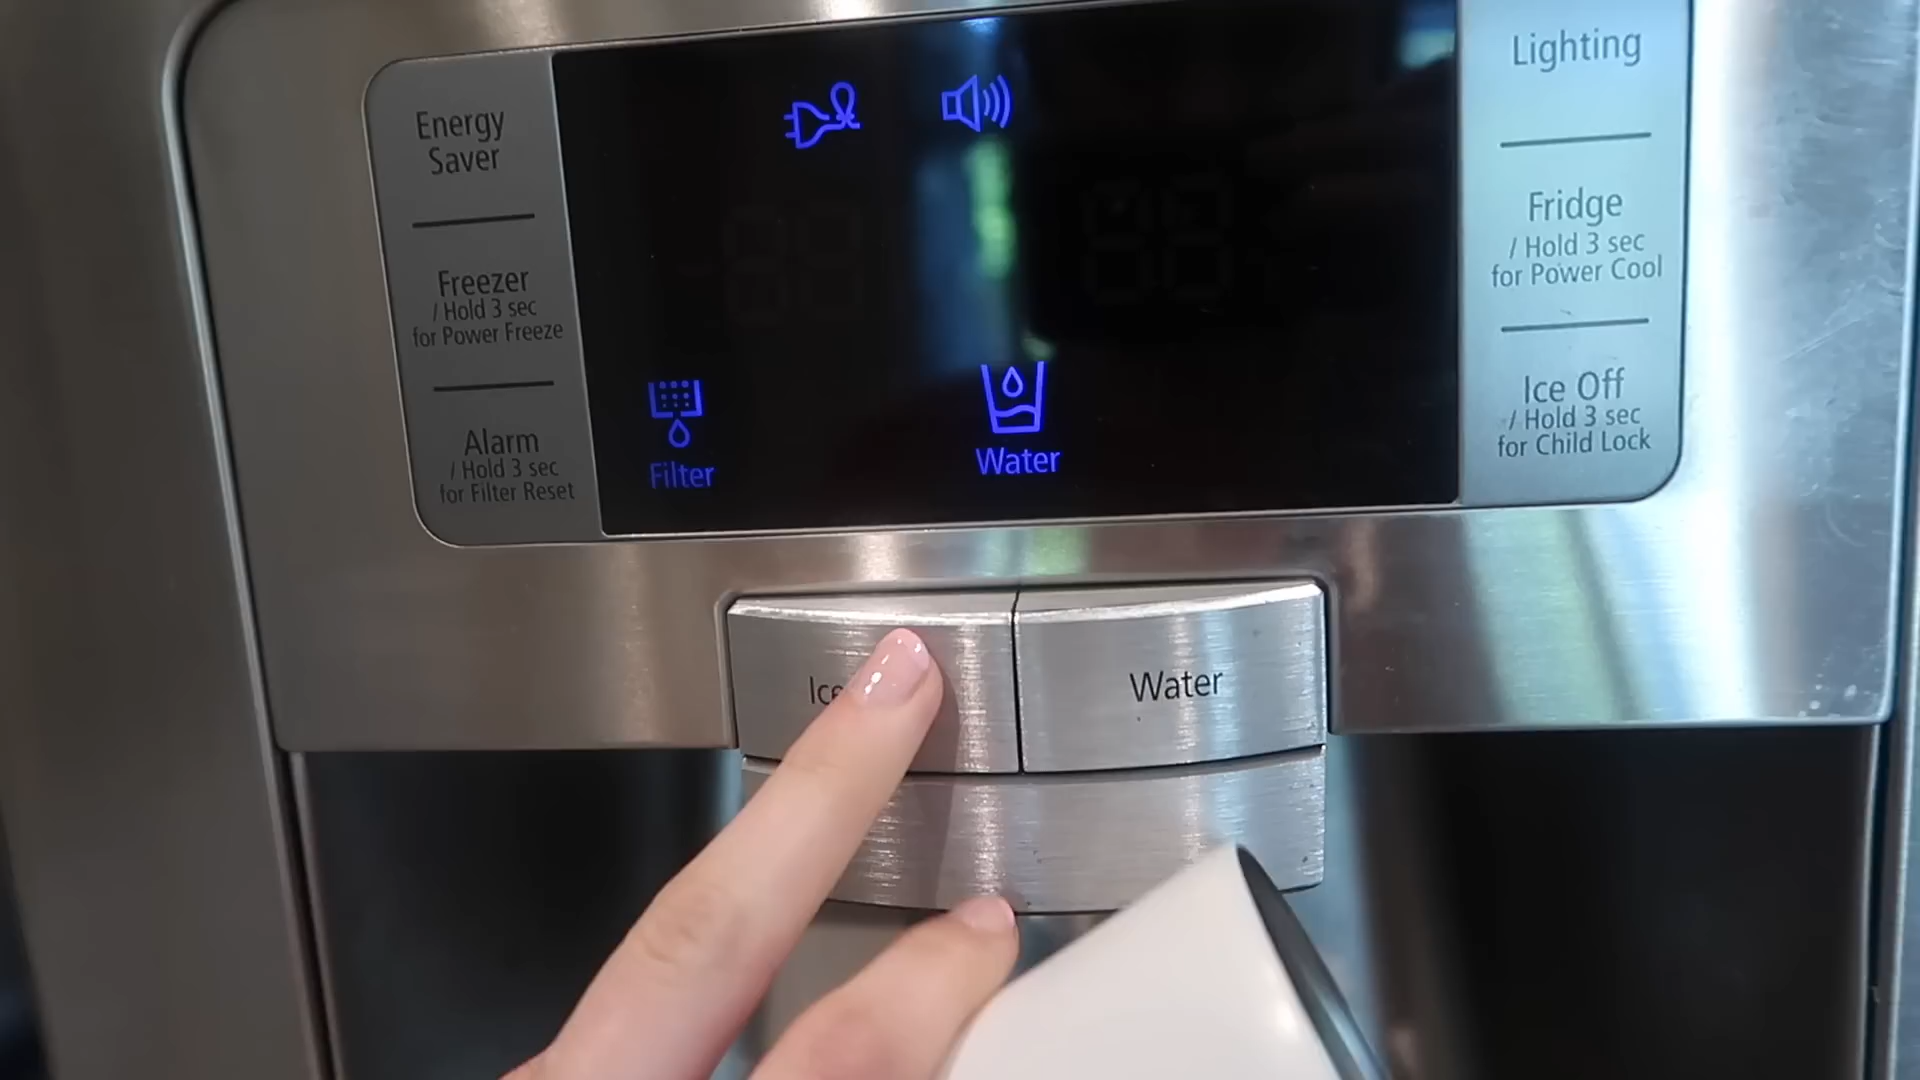 Energy
Saver
Freezer
/ Hold 3 sec
for Power Freeze
Alarm
/ Hold 3 sec
for Filter Reset
Filter
Water
Lighting
Fridge
/ Hold 3 sec
for Power Cool
Ice Off
/ Hold 3 sec
for Child Lock
Ice
Water